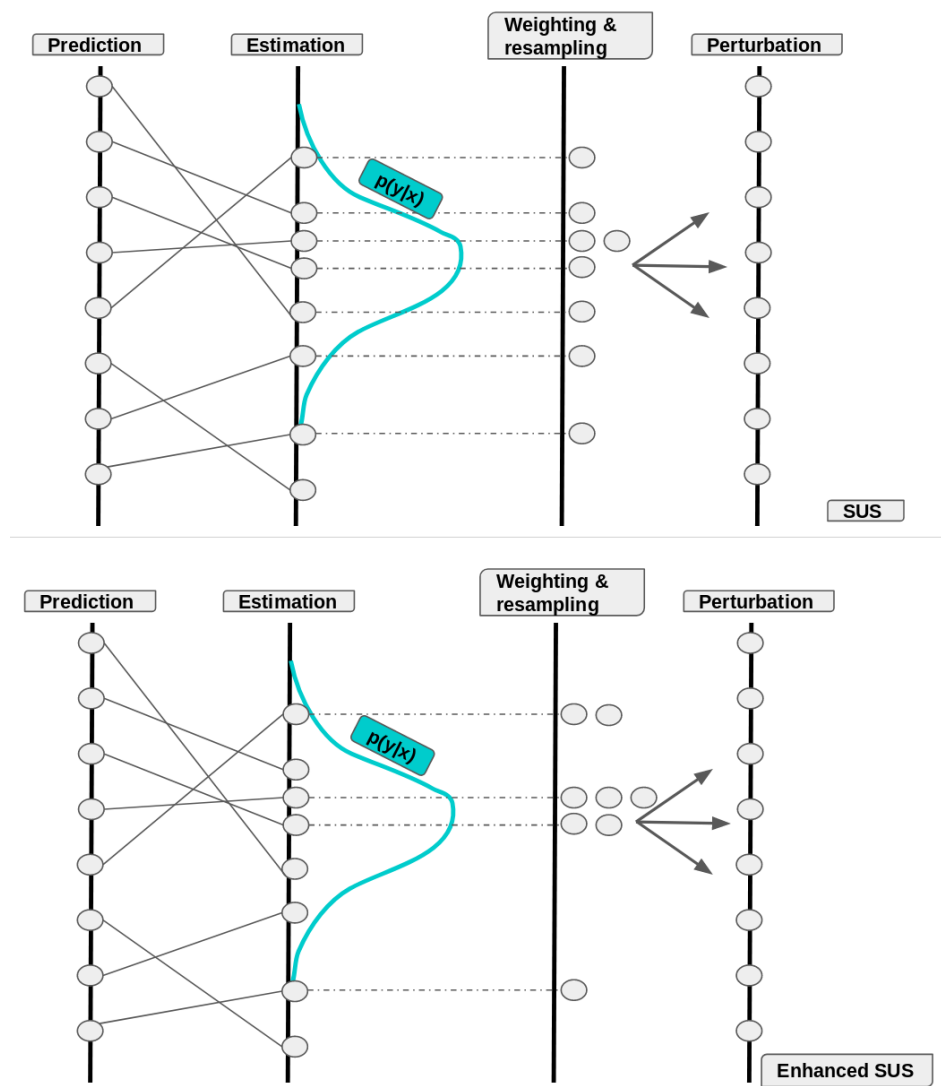 Prediction
Estimation
Weighting &
resampling
Perturbation
p(y|x)
SUS
Prediction
Estimation
Weighting &
resampling
Perturbation
p(y|x)
Enhanced SUS